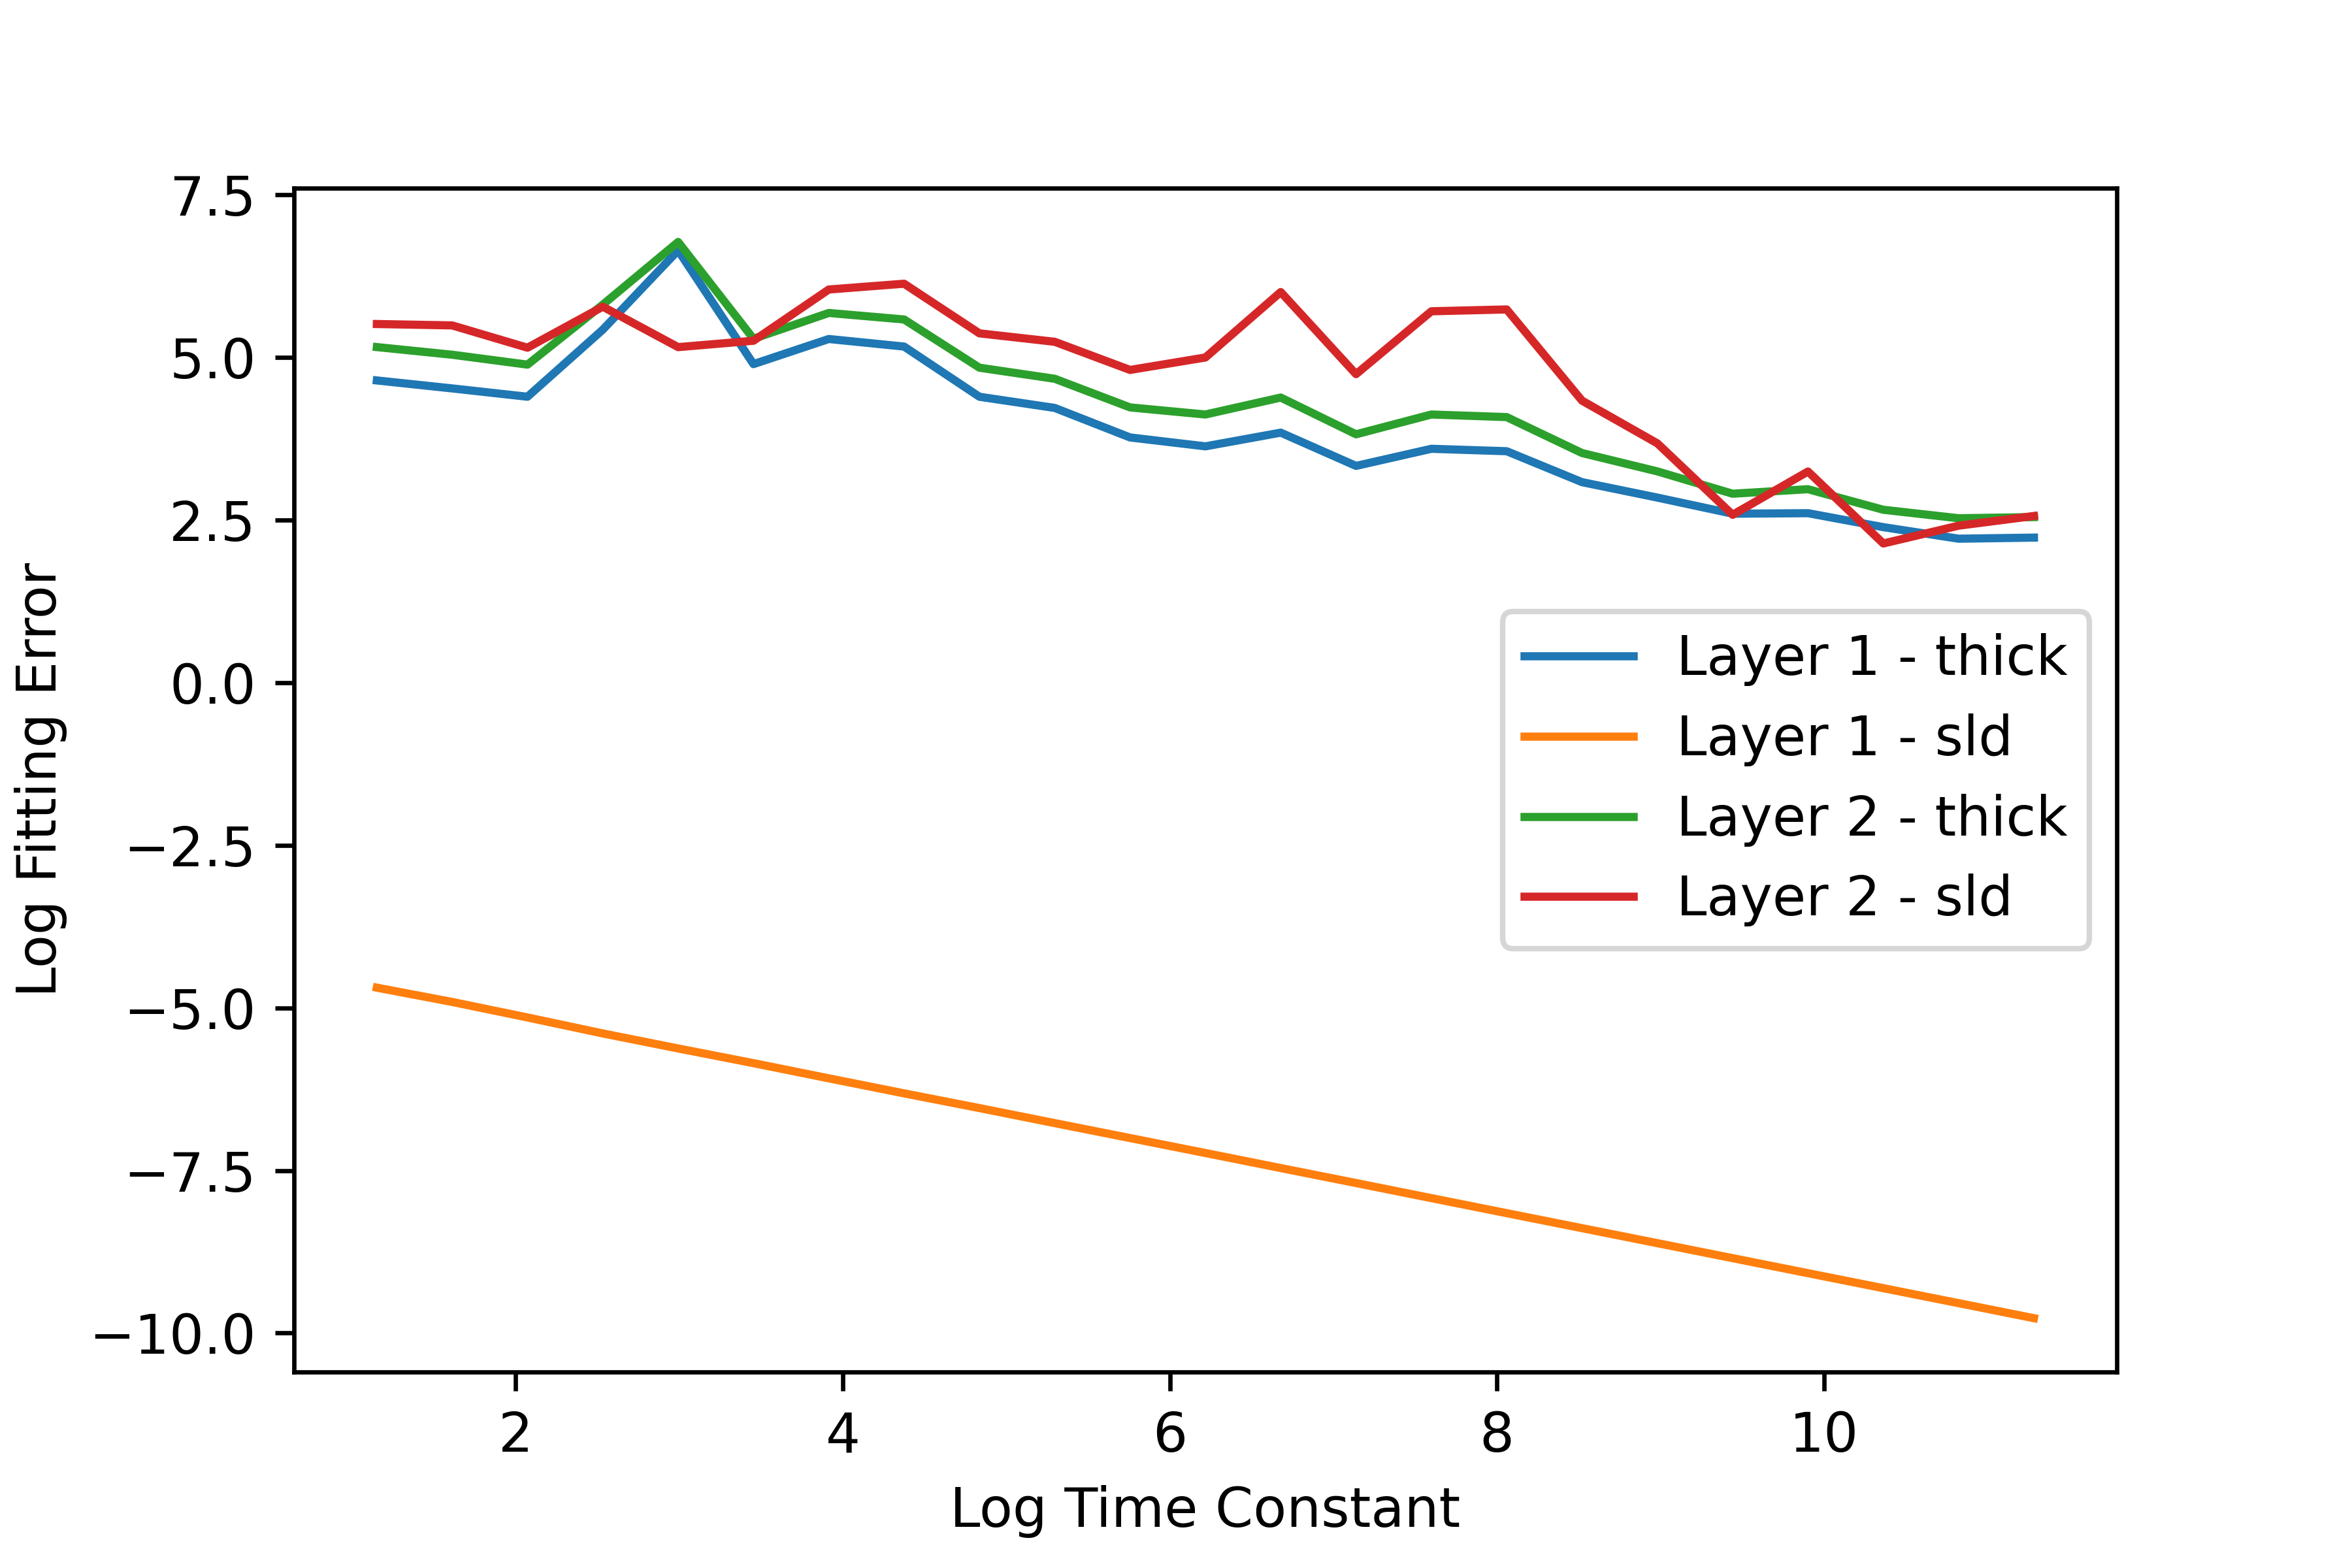 7.5
5.0
2.5
0.0
−2.5
−5.0
−7.5
−10.0
Log Fitting Error
Layer 1 - thick
Layer 1 - sld
Layer 2 - thick
Layer 2 - sld
2 4 6 8 10
Log Time Constant